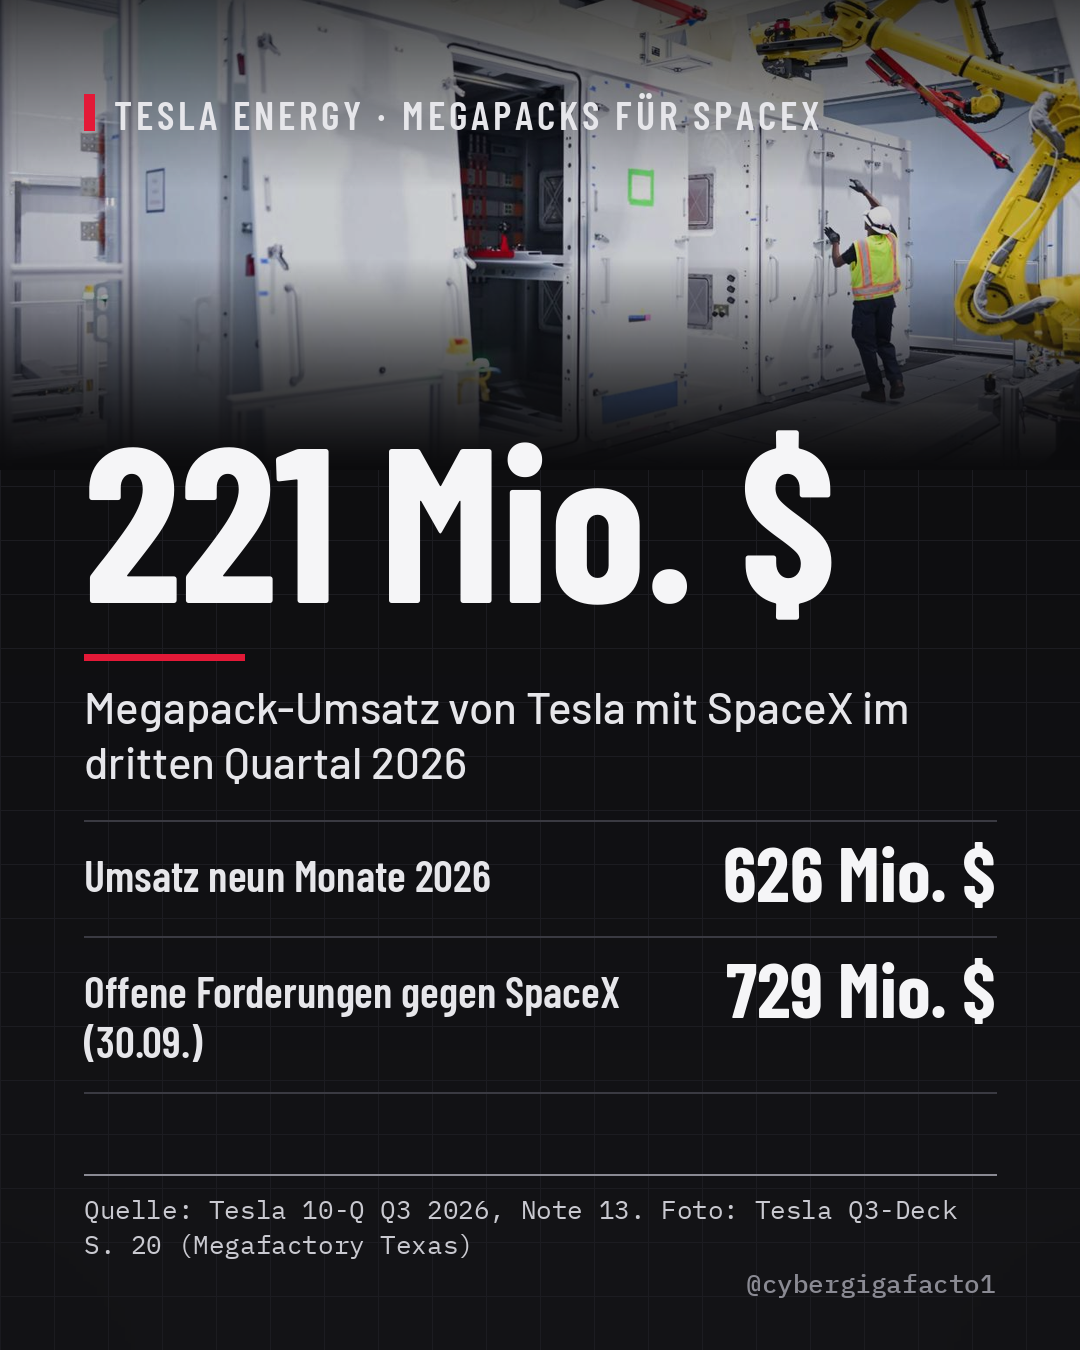 TESLA ENERGY · MEGAPACKS FÜR SPACEX
221 Mio. $
Megapack-Umsatz von Tesla mit SpaceX im
dritten Quartal 2026
Umsatz neun Monate 2026
626 Mio. $
Offene Forderungen gegen SpaceX
(30.09.)
729 Mio. $
Quelle: Tesla 10-Q Q3 2026, Note 13. Foto: Tesla Q3-Deck
S. 20 (Megafactory Texas)
@cybergigafacto1